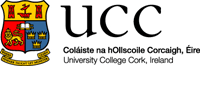 UCC
Coláiste na hOllscoile Corcaigh, Éire
University College Cork, Ireland